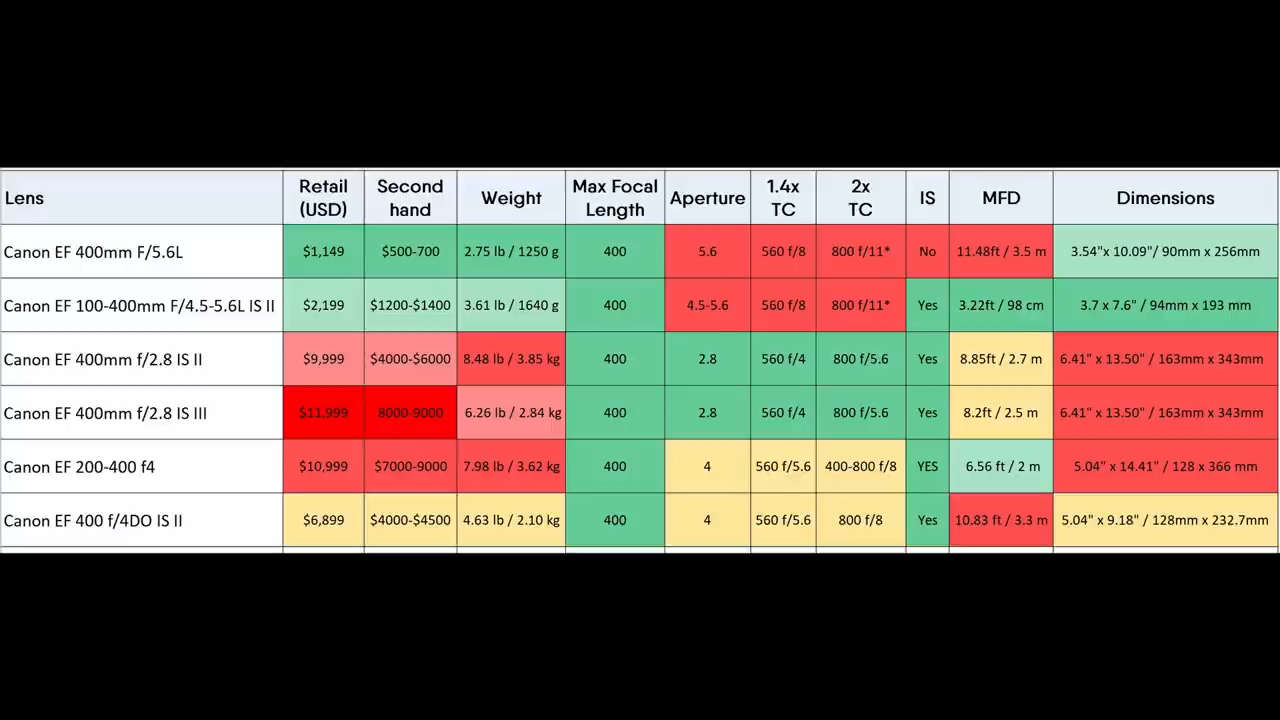 Lens Retail (USD) Second hand Weight Max Focal Length Aperture 1.4x TC 2x TC IS MFD Dimensions
Canon EF 400mm F/5.6L $1,149 $500-700 2.75 lb / 1250 g 400 5.6 560 f/8 800 f/11* No 11.48ft / 3.5 m 3.54"x 10.09"/ 90mm x 256mm
Canon EF 100-400mm F/4.5-5.6L IS II $2,199 $1200-$1400 3.61 lb / 1640 g 400 4.5-5.6 560 f/8 800 f/11* Yes 3.22ft / 98 cm 3.7 x 7.6" / 94mm x 193 mm
Canon EF 400mm f/2.8 IS II $9,999 $4000-$6000 8.48 lb / 3.85 kg 400 2.8 560 f/4 800 f/5.6 Yes 8.85ft / 2.7 m 6.41" x 13.50" / 163mm x 343mm
Canon EF 400mm f/2.8 IS III $11,999 8000-9000 6.26 lb / 2.84 kg 400 2.8 560 f/4 800 f/5.6 Yes 8.2ft / 2.5 m 6.41" x 13.50" / 163mm x 343mm
Canon EF 200-400 f4 $10,999 $7000-9000 7.98 lb / 3.62 kg 400 4 560 f/5.6 400-800 f/8 YES 6.56 ft / 2 m 5.04" x 14.41" / 128 x 366 mm
Canon EF 400 f/4DO IS II $6,899 $4000-$4500 4.63 lb / 2.10 kg 400 4 560 f/5.6 800 f/8 Yes 10.83 ft / 3.3 m 5.04" x 9.18" / 128mm x 232.7mm